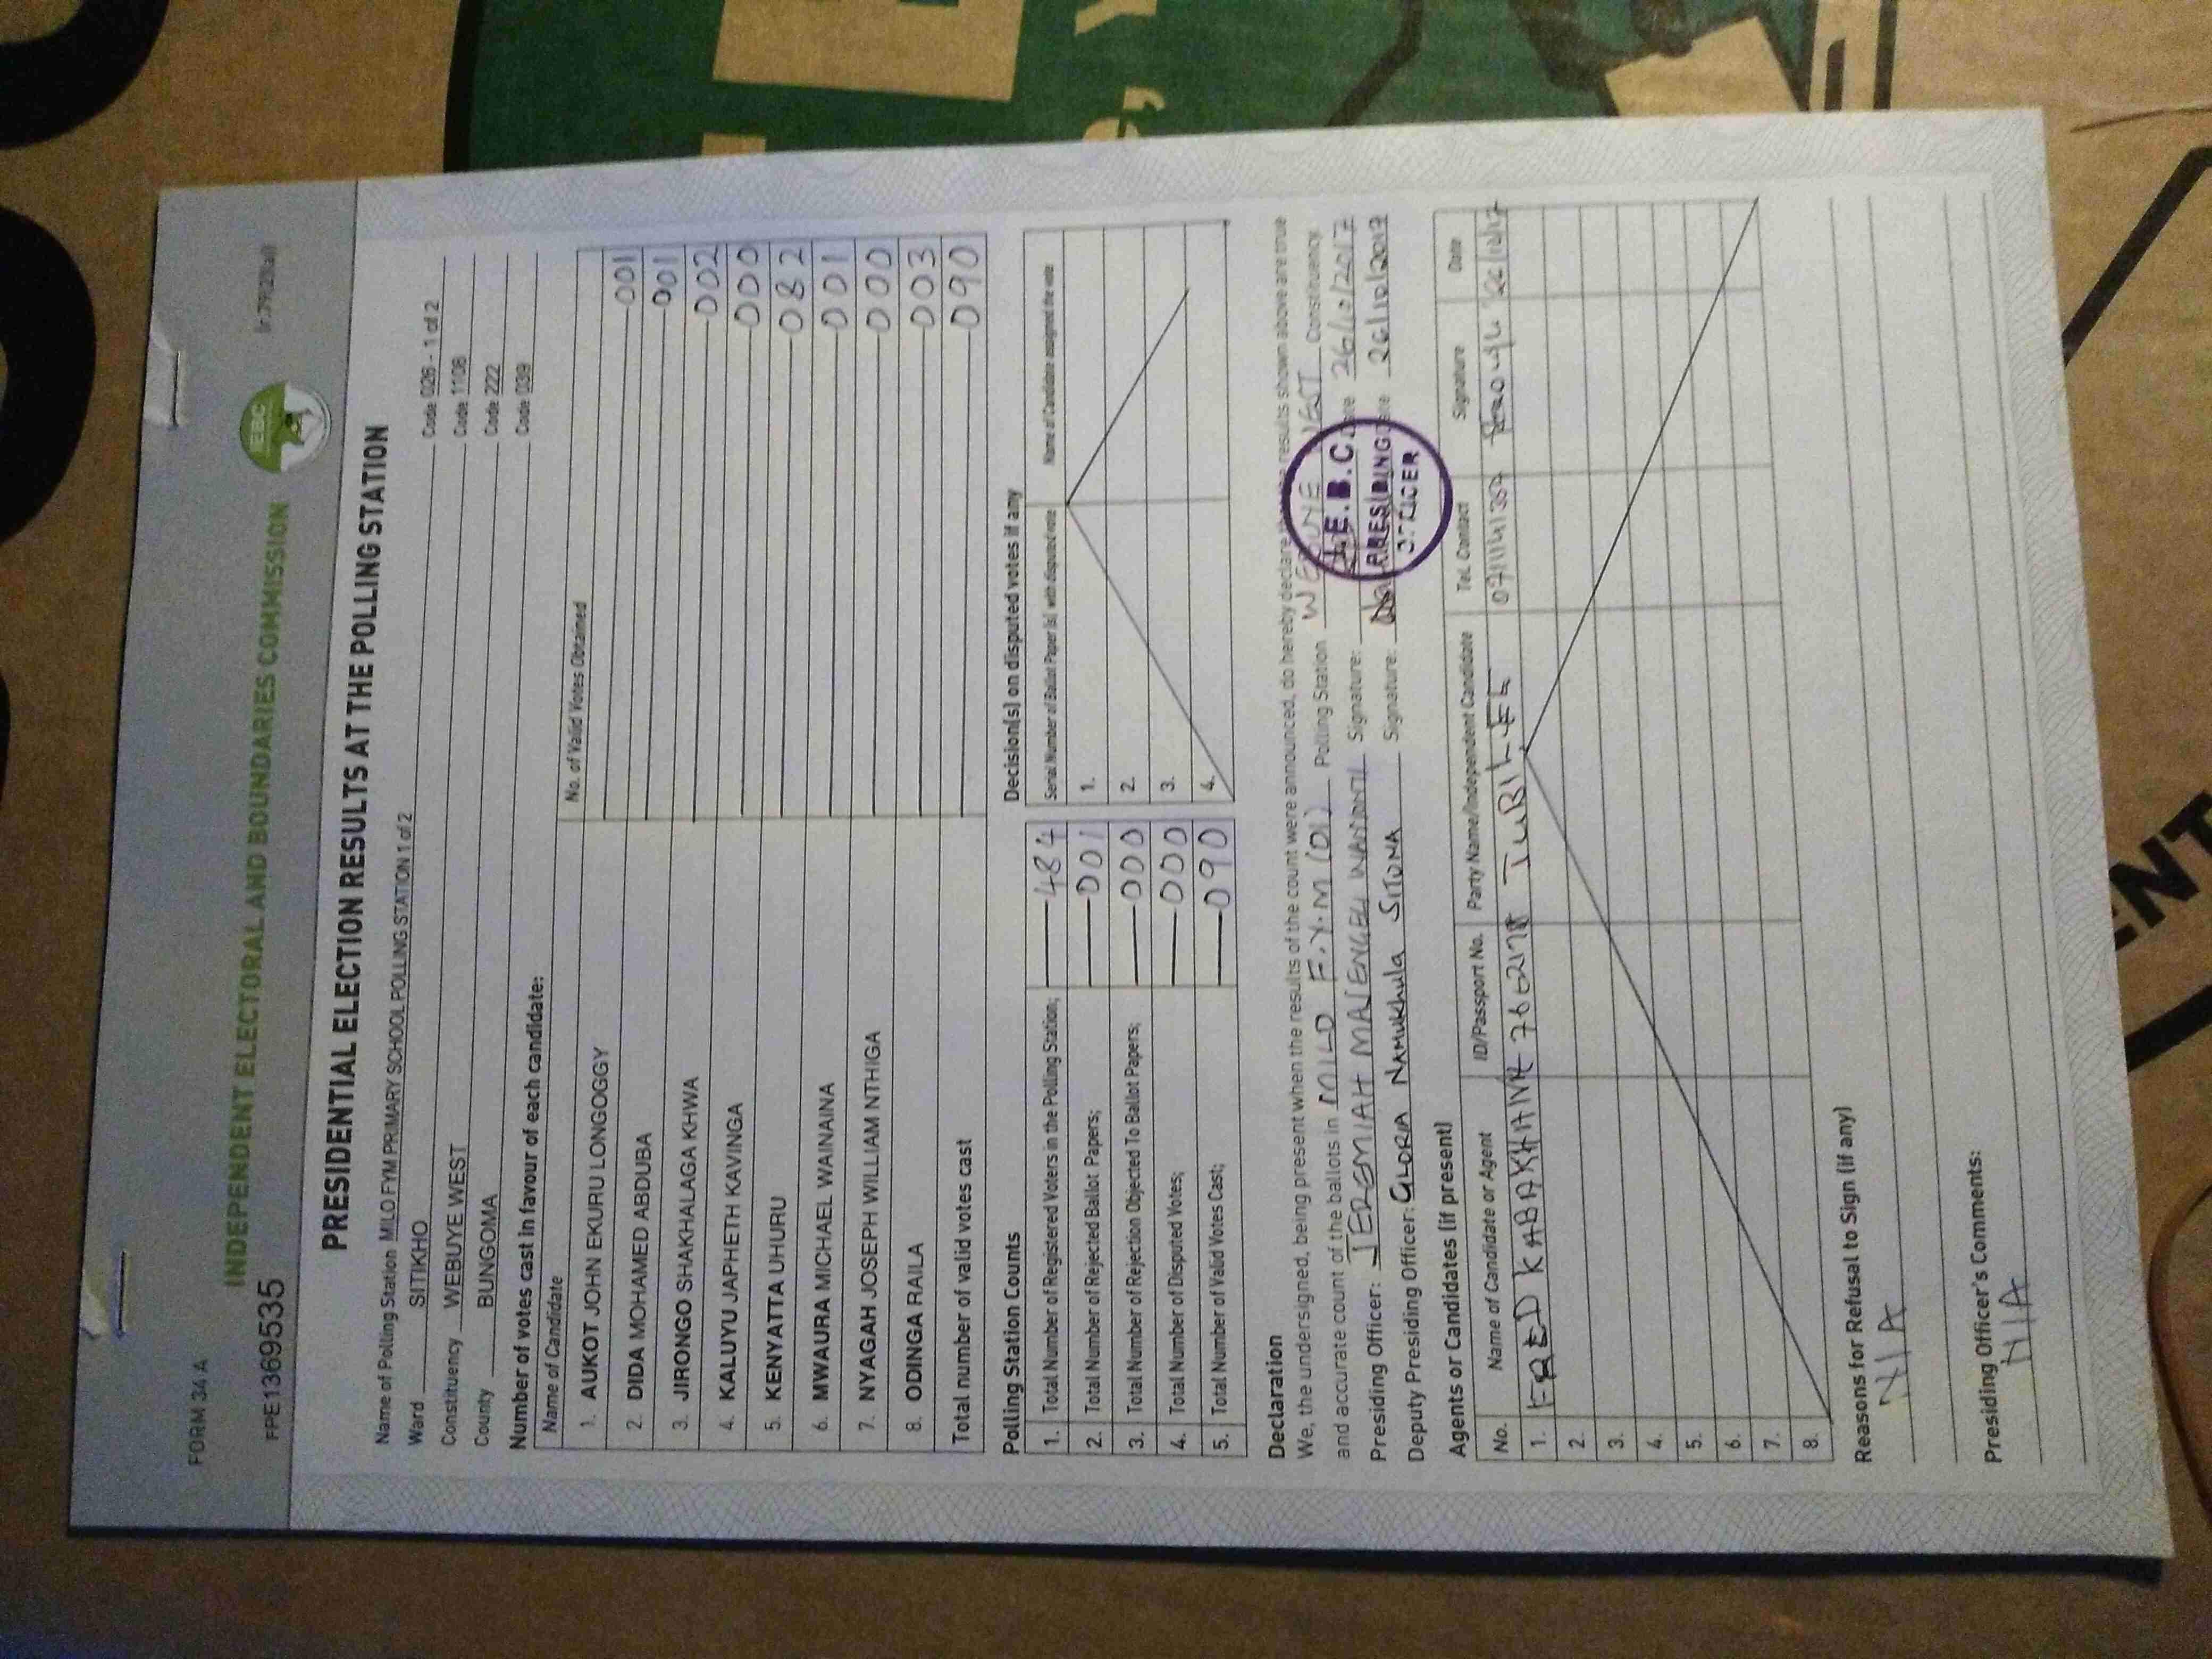 FORM 34 A
INDEPENDENT ELECTORAL AND BOUNDARIES COMMISSION
IEBC
FPE1369535
PRESIDENTIAL ELECTION RESULTS AT THE POLLING STATION
Name of Polling Station MILO FYM PRIMARY SCHOOL POLLING STATION 1 of 2 Code 026 - 1 of 2
Ward SITIKHO Code 1108
Constituency WEBUYE WEST Code 222
County BUNGOMA Code 039
Number of votes cast in favour of each candidate:
Name of Candidate No. of Valid Votes Obtained
1. AUKOT JOHN EKURU LONGOGGY 001
2. DIDA MOHAMED ABDUBA 001
3. JIRONGO SHAKHALAGA KHWA 002
4. KALUYU JAPHETH KAVINGA 000
5. KENYATTA UHURU 082
6. MWAURA MICHAEL WAINAINA 001
7. NYAGAH JOSEPH WILLIAM NTHIGA 000
8. ODINGA RAILA 003
Total number of valid votes cast 090
Polling Station Counts
1. Total Number of Registered Voters in the Polling Station; 484
2. Total Number of Rejected Ballot Papers; 001
3. Total Number of Rejection Objected To Ballot Papers; 000
4. Total Number of Disputed Votes; 000
5. Total Number of Valid Votes Cast; 090
Decision(s) on disputed votes if any
Serial Number of Ballot Paper (s) with disputed vote Name of Candidate assigned the vote
1.
2.
3.
4.
Declaration
We, the undersigned, being present when the results of the count were announced, do hereby declare the results shown above are true
and accurate count of the ballots in MILO F.Y.M (01) Polling Station WEBUYE WEST Constituency.
Presiding Officer: JEREMIAH Signature: Date 26/10/2017
Deputy Presiding Officer: GLORIA NAMUKHULA SITUMA Signature: 26/10/2017
I.E.B.C.
PRESIDING
OFFICER
Agents or Candidates (if present)
No. Name of Candidate or Agent ID/Passport No. Party Name/Independent Candidate Tel. Contact Signature Date
1. FRED JUBILEE 26/10/17
2.
3.
4.
5.
6.
7.
8.
Reasons for Refusal to Sign (if any)
N/A
Presiding Officer's Comments:
N/A
ENT